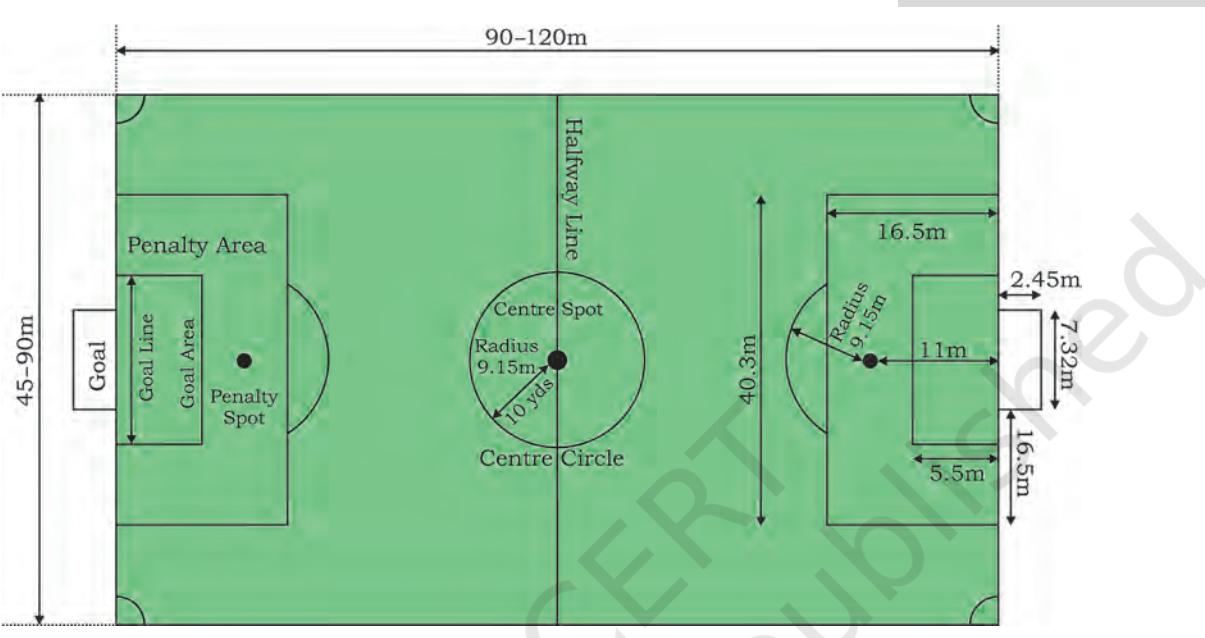 90–120m
45–90m
Halfway Line
Penalty Area
Goal
Goal Line
Goal Area
Penalty
Spot
Centre Spot
Radius
9.15m
10 yds
Centre Circle
40.3m
16.5m
Radius
9.15m
11m
5.5m
2.45m
7.32m
16.5m